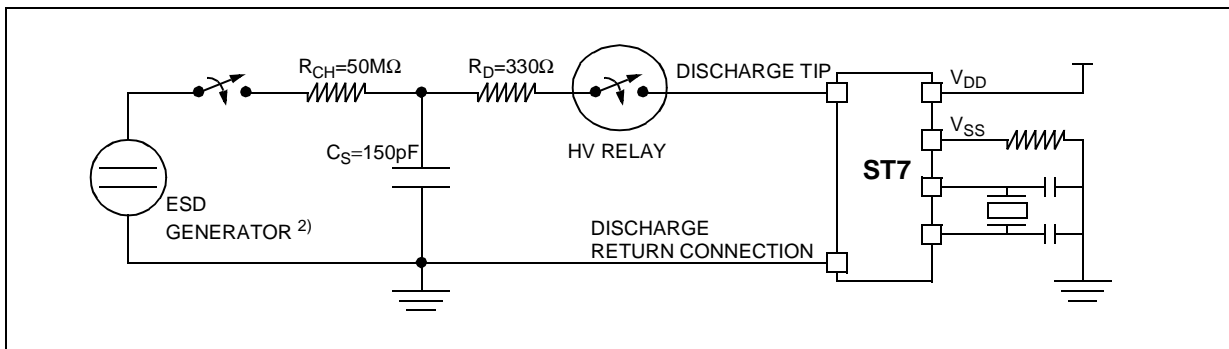 R_CH=50MΩ
R_D=330Ω
DISCHARGE TIP
V_DD
V_SS
C_S=150pF
HV RELAY
ST7
ESD
GENERATOR 2)
DISCHARGE
RETURN CONNECTION